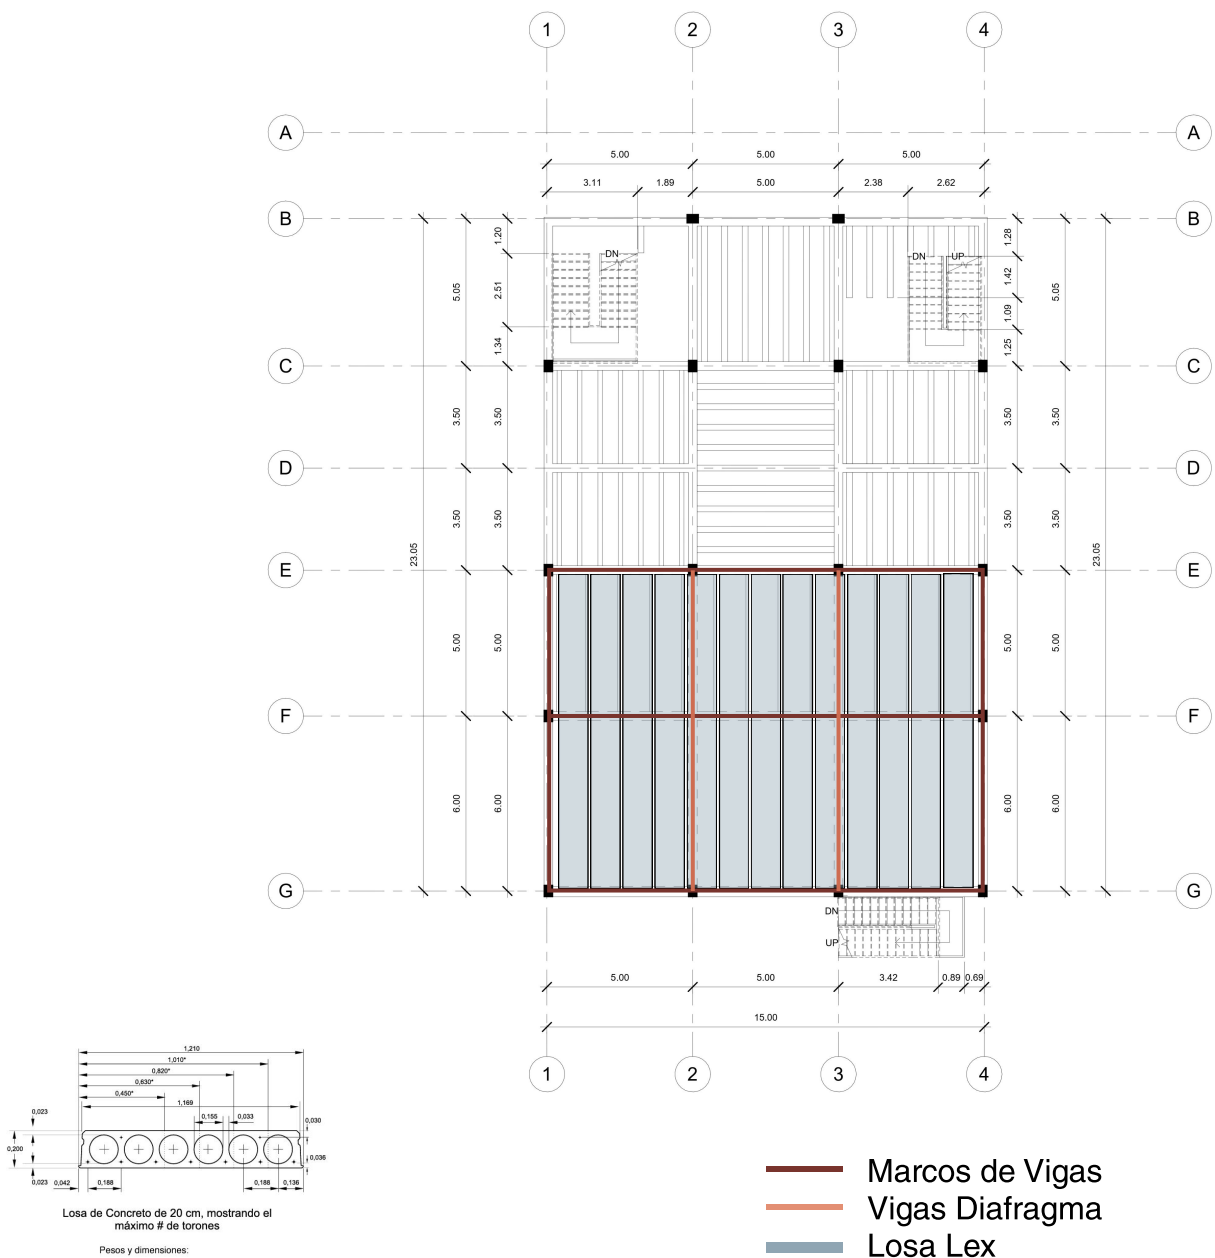 1 2 3 4
A A
5.00 5.00 5.00
3.11 1.89 5.00 2.38 2.62
B B
1.20 1.28
DN DN UP
5.05 2.51 1.42 5.05
1.09
1.34 1.25
C C
3.50 3.50 3.50 3.50
D D
3.50 3.50 3.50 3.50
23.05 23.05
E E
5.00 5.00 5.00 5.00
F F
6.00 6.00 6.00 6.00
G G
DN
UP
5.00 5.00 3.42 0.89 0.69
15.00
1 2 3 4
1,210
1,010*
0,820*
0,630*
0,450*
1,169
0,023 0,155 0,033 0,030
0,200
0,036
0,023 0,042 0,188 0,188 0,136
Losa de Concreto de 20 cm, mostrando el
máximo # de torones
Pesos y dimensiones:
Marcos de Vigas
Vigas Diafragma
Losa Lex